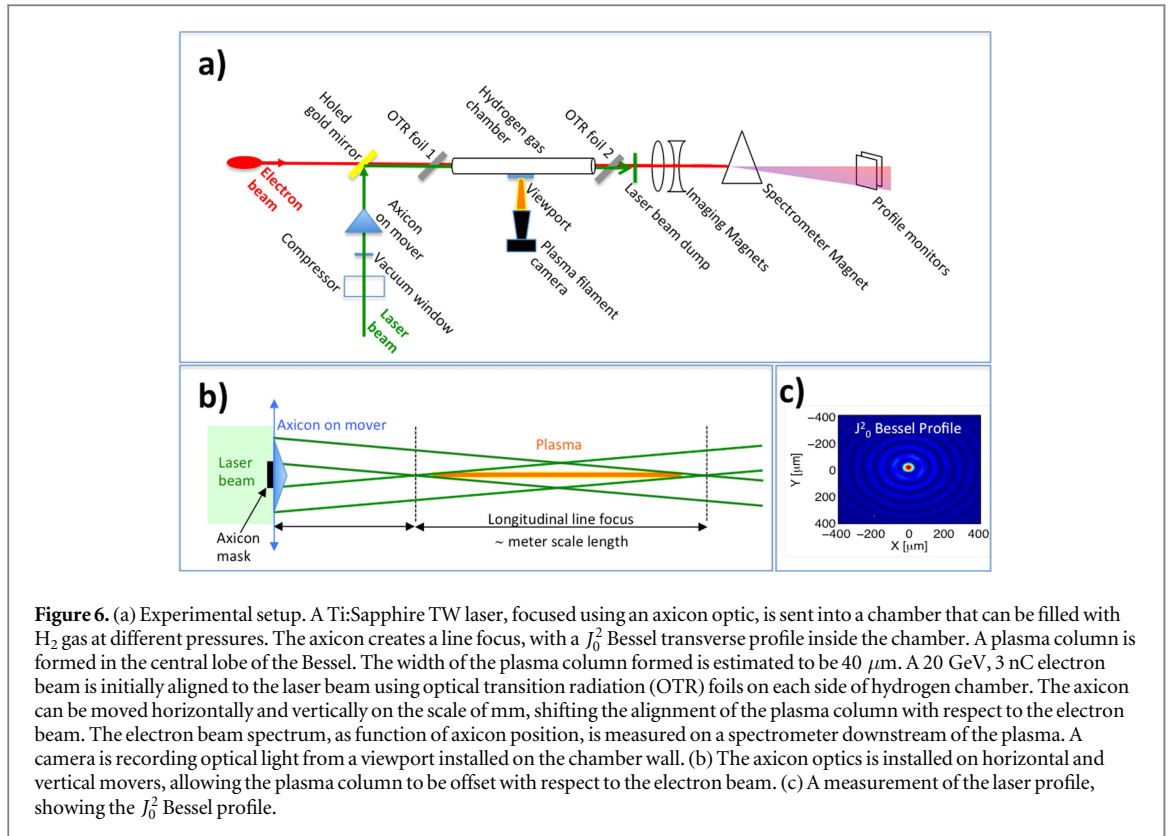 a)
Holed
gold mirror
OTR foil 1
Hydrogen gas
chamber
OTR foil 2
Electron
beam
Axicon
on mover
Compressor
Vacuum window
Laser
beam
Viewport
Plasma filament
camera
Laser beam dump
Imaging Magnets
Spectrometer Magnet
Profile monitors
b)
Axicon on mover
Laser
beam
Plasma
Axicon
mask
Longitudinal line focus
~ meter scale length
c)
J²₀ Bessel Profile
-400
-200
0
200
400
Y [µm]
-400 -200 0 200 400
X [µm]
Figure 6. (a) Experimental setup. A Ti:Sapphire TW laser, focused using an axicon optic, is sent into a chamber that can be filled with
H₂ gas at different pressures. The axicon creates a line focus, with a J₀² Bessel transverse profile inside the chamber. A plasma column is
formed in the central lobe of the Bessel. The width of the plasma column formed is estimated to be 40 μm. A 20 GeV, 3 nC electron
beam is initially aligned to the laser beam using optical transition radiation (OTR) foils on each side of hydrogen chamber. The axicon
can be moved horizontally and vertically on the scale of mm, shifting the alignment of the plasma column with respect to the electron
beam. The electron beam spectrum, as function of axicon position, is measured on a spectrometer downstream of the plasma. A
camera is recording optical light from a viewport installed on the chamber wall. (b) The axicon optics is installed on horizontal and
vertical movers, allowing the plasma column to be offset with respect to the electron beam. (c) A measurement of the laser profile,
showing the J₀² Bessel profile.